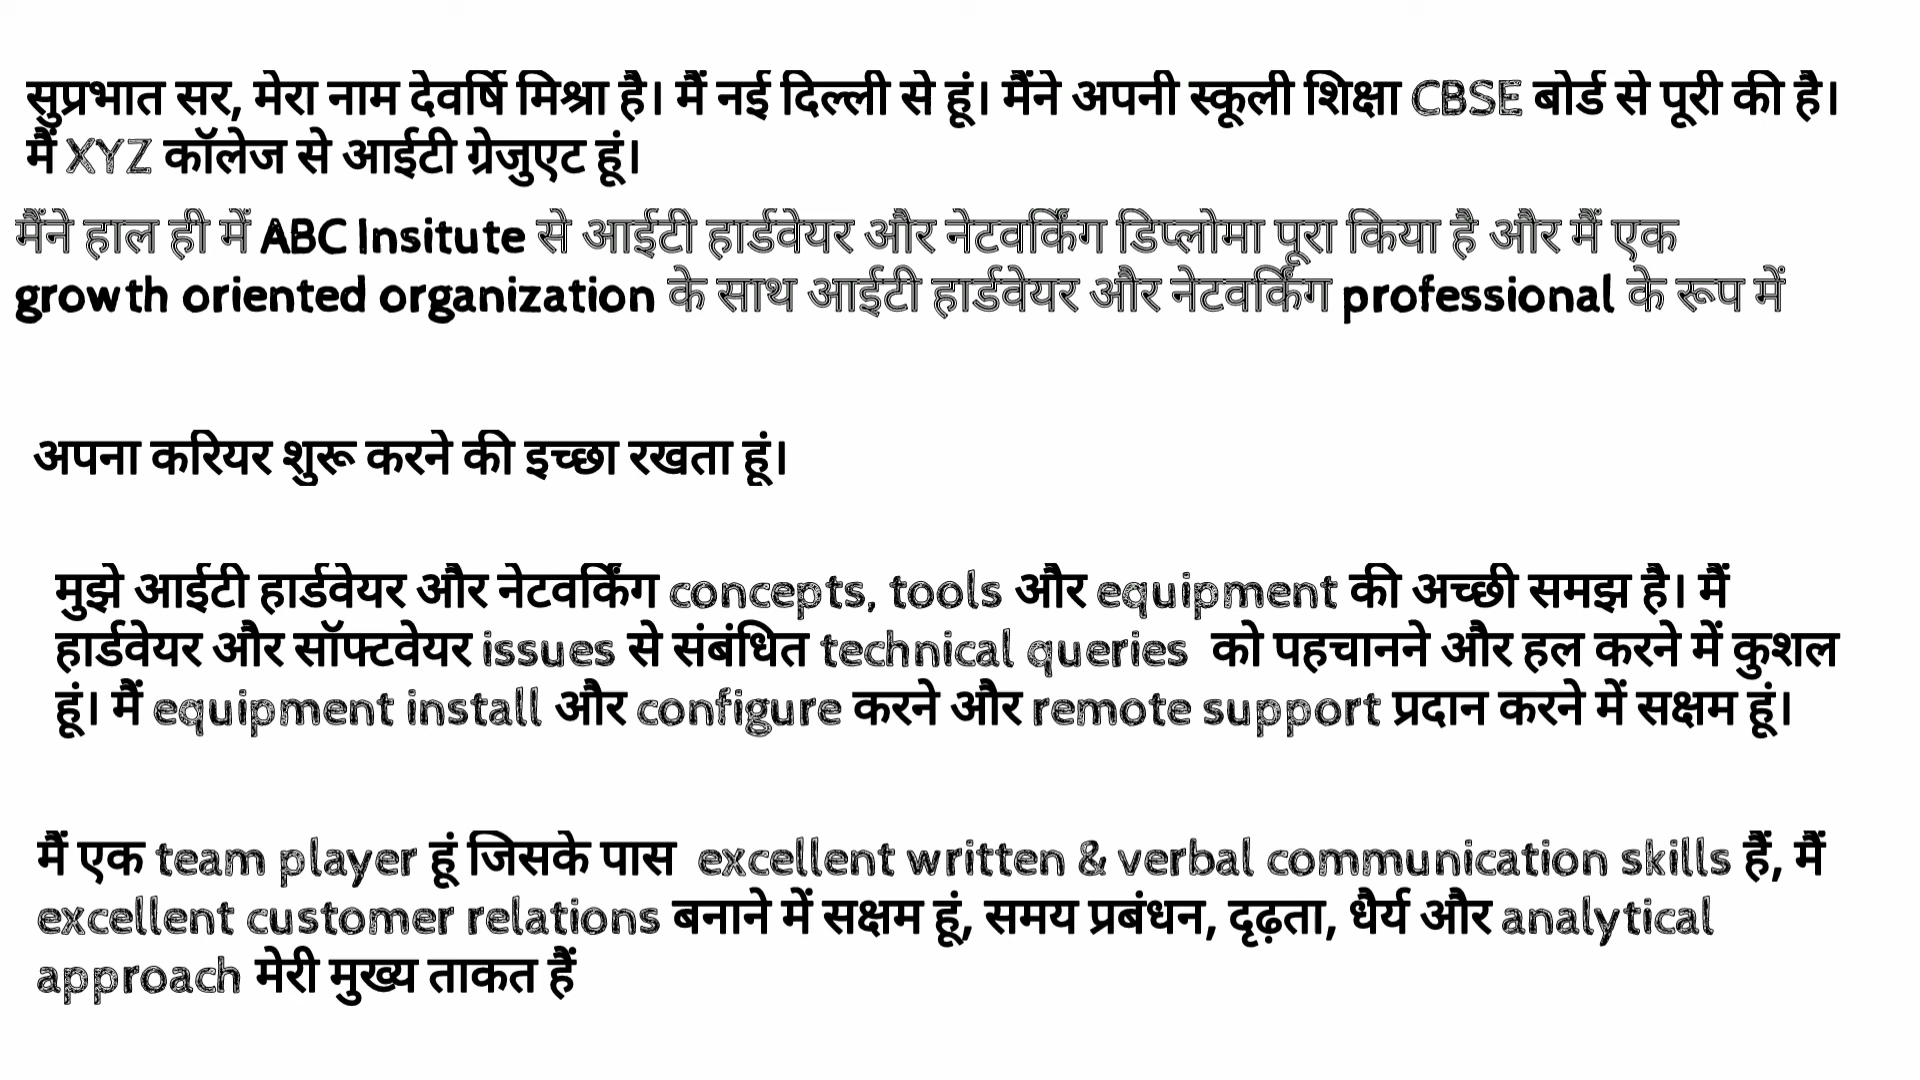 सुप्रभात सर, मेरा नाम देवर्षि मिश्रा है। मैं नई दिल्ली से हूं। मैंने अपनी स्कूली शिक्षा CBSE बोर्ड से पूरी की है।
मैं XYZ कॉलेज से आईटी ग्रेजुएट हूं।
मैंने हाल ही में ABC Insitute से आईटी हार्डवेयर और नेटवर्किंग डिप्लोमा पूरा किया है और मैं एक
growth oriented organization के साथ आईटी हार्डवेयर और नेटवर्किंग professional के रूप में
अपना करियर शुरू करने की इच्छा रखता हूं।
मुझे आईटी हार्डवेयर और नेटवर्किंग concepts, tools और equipment की अच्छी समझ है। मैं
हार्डवेयर और सॉफ्टवेयर issues से संबंधित technical queries को पहचानने और हल करने में कुशल
हूं। मैं equipment install और configure करने और remote support प्रदान करने में सक्षम हूं।
मैं एक team player हूं जिसके पास excellent written & verbal communication skills हैं, मैं
excellent customer relations बनाने में सक्षम हूं, समय प्रबंधन, दृढ़ता, धैर्य और analytical
approach मेरी मुख्य ताकत हैं